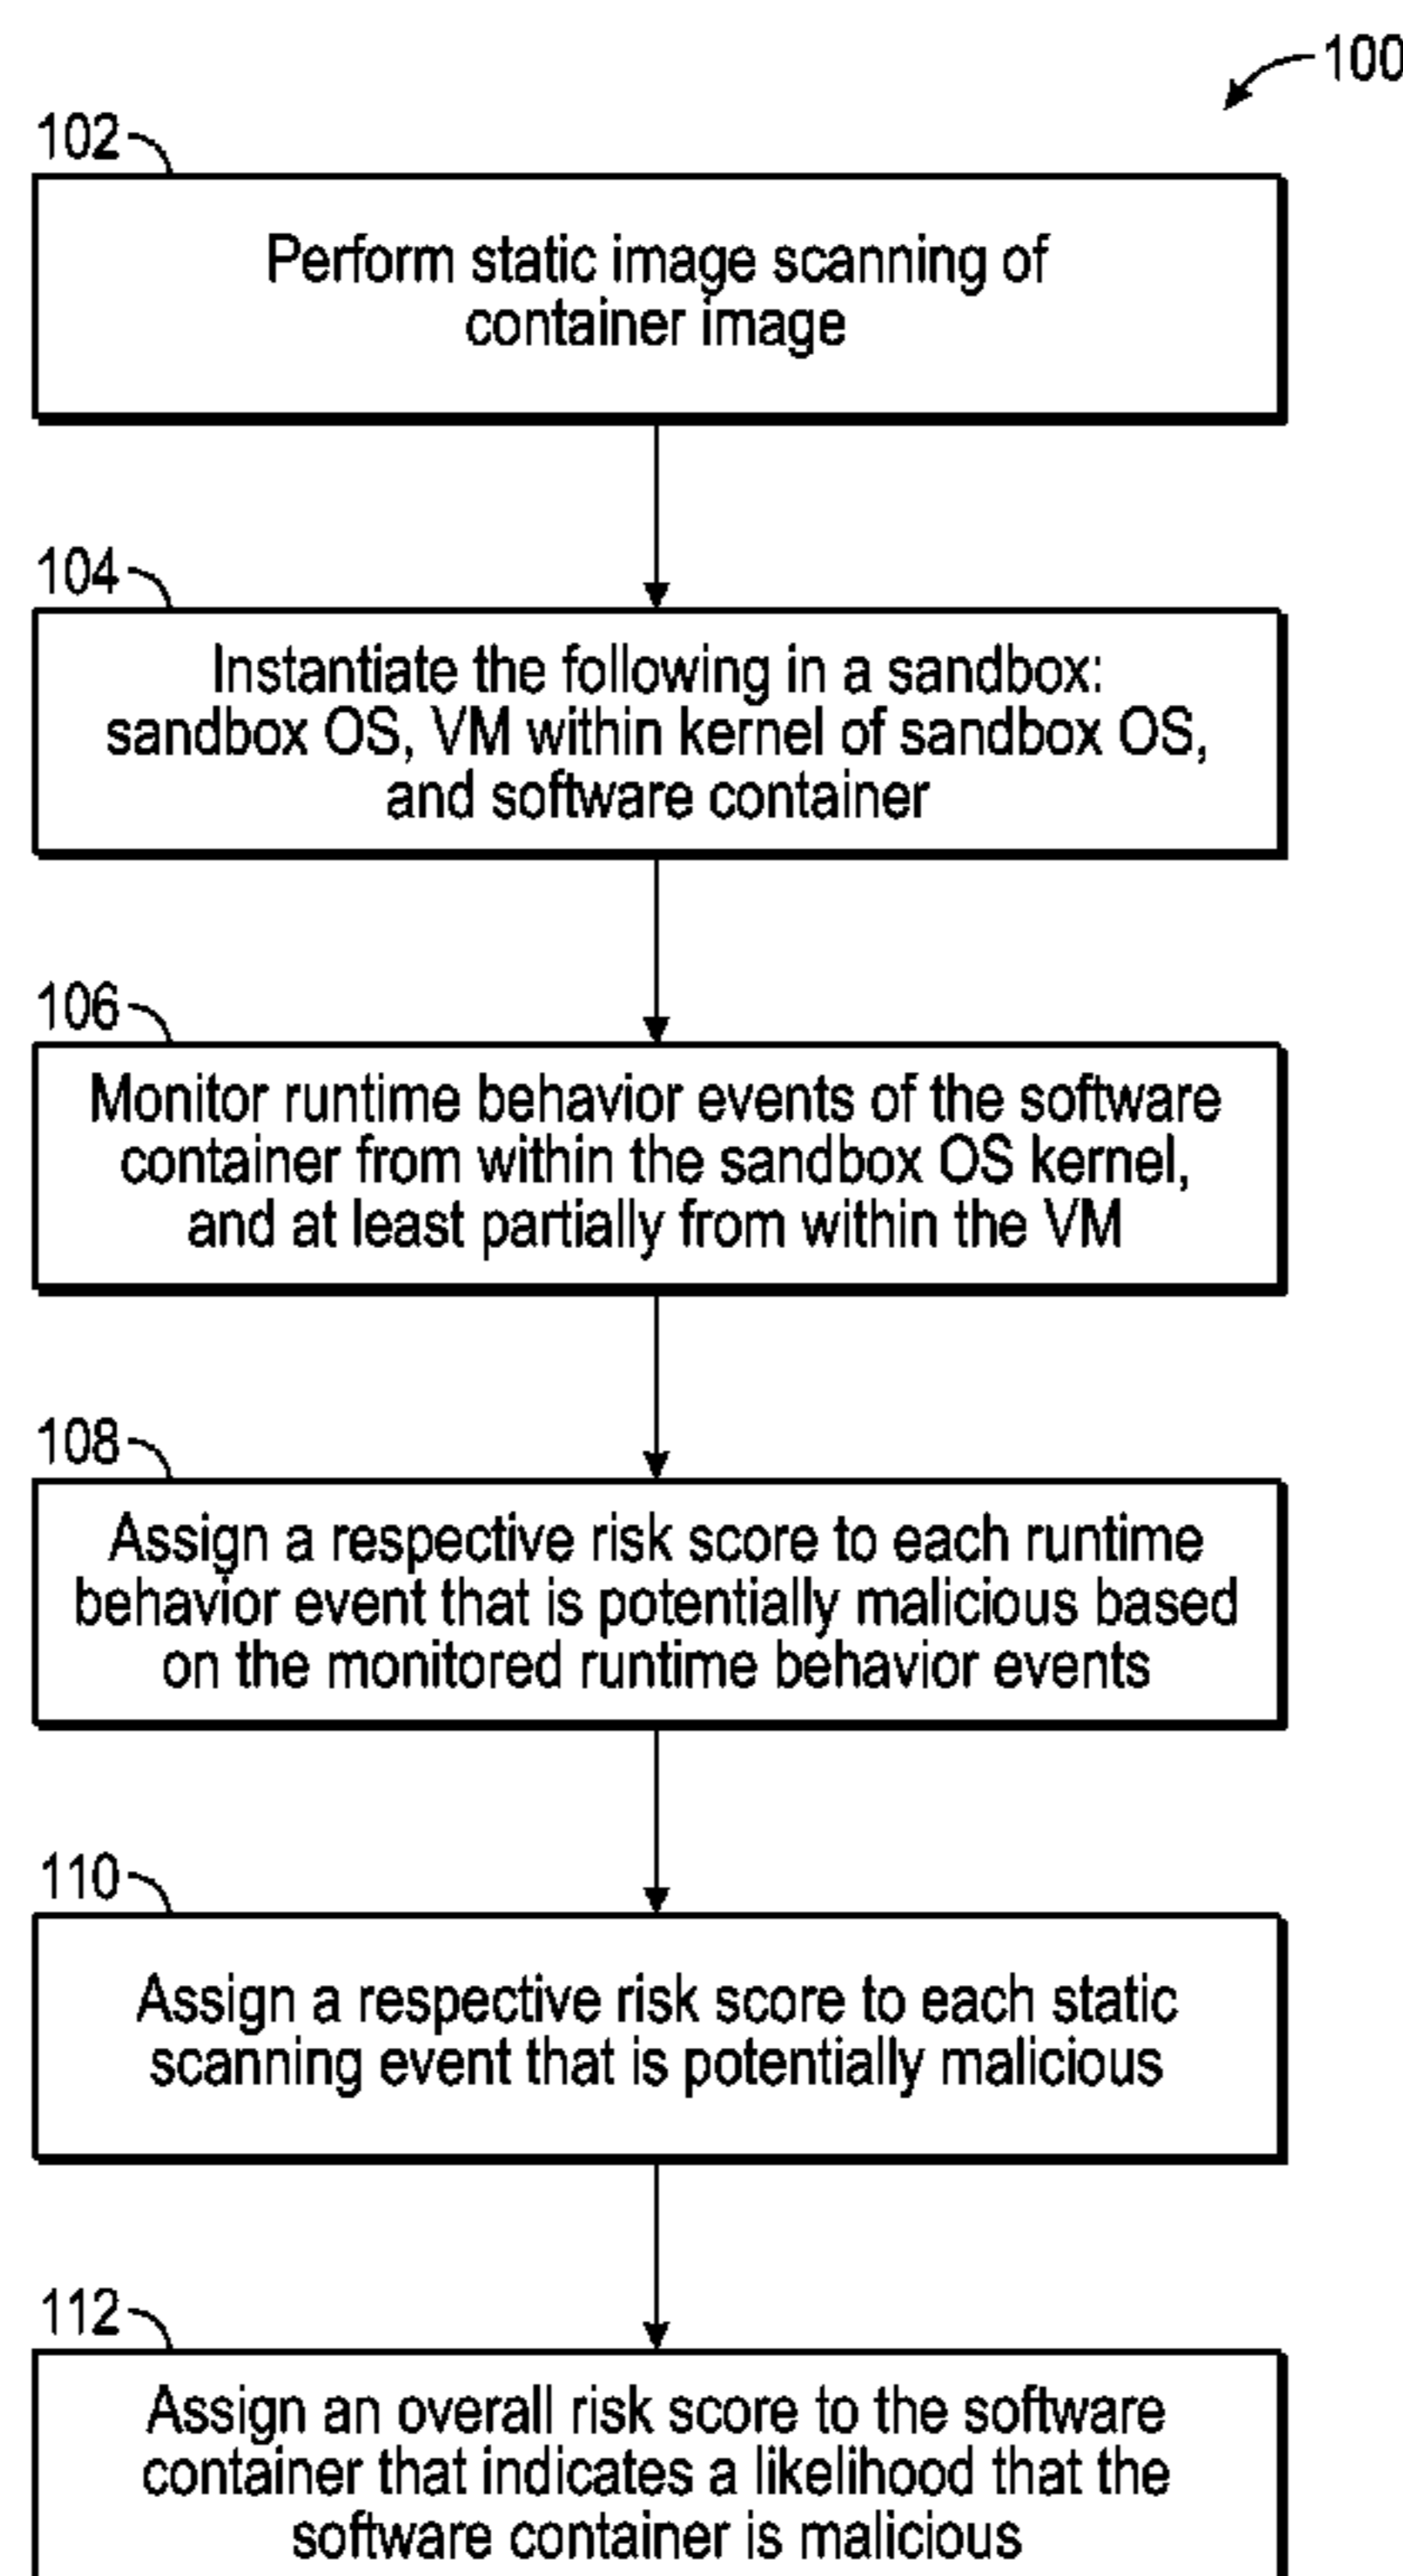 100
102
Perform static image scanning of
container image
104
Instantiate the following in a sandbox:
sandbox OS, VM within kernel of sandbox OS,
and software container
106
Monitor runtime behavior events of the software
container from within the sandbox OS kernel,
and at least partially from within the VM
108
Assign a respective risk score to each runtime
behavior event that is potentially malicious based
on the monitored runtime behavior events
110
Assign a respective risk score to each static
scanning event that is potentially malicious
112
Assign an overall risk score to the software
container that indicates a likelihood that the
software container is malicious